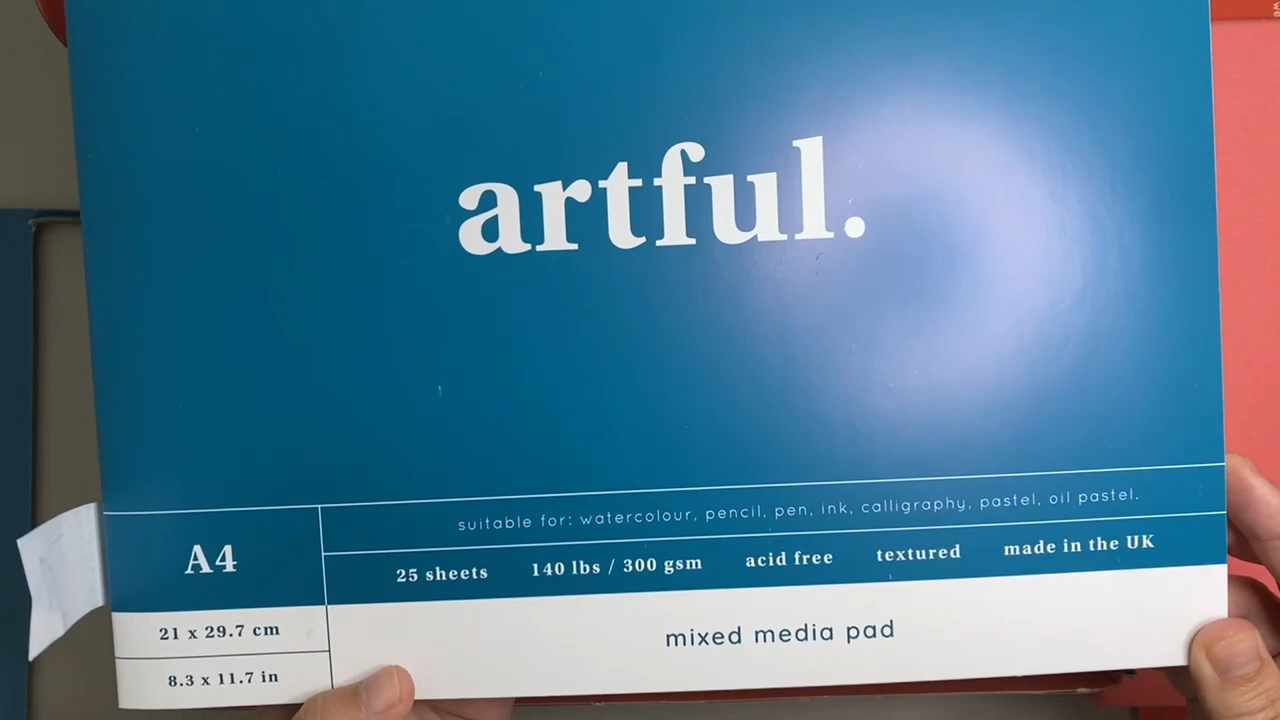 artful.
suitable for: watercolour, pencil, pen, ink, calligraphy, pastel, oil pastel.
A4
25 sheets 140 lbs / 300 gsm acid free textured made in the UK
21 x 29.7 cm
mixed media pad
8.3 x 11.7 in